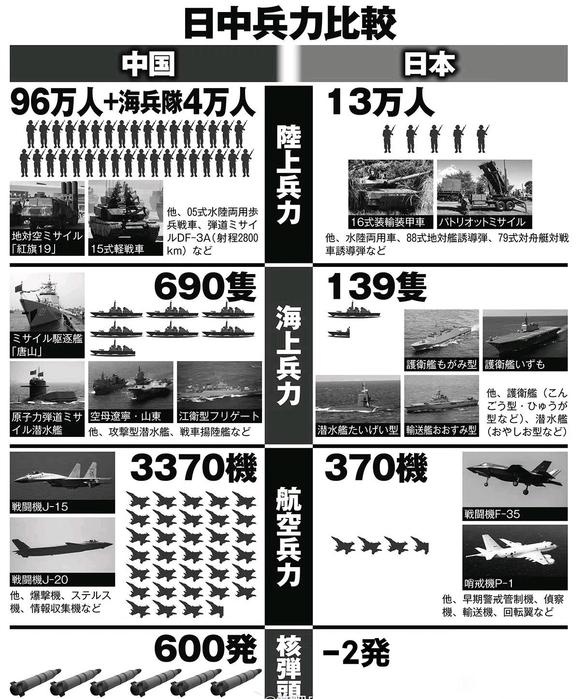 日中兵力比較
中国
日本
96万人+海兵隊4万人
地対空ミサイル
「紅旗19」
15式軽戦車
他、05式水陸両用歩
兵戦車、弾道ミサイ
ルDF-3A(射程2800
km)など
陸上兵力
13万人
16式装輪装甲車
パトリオットミサイル
他、水陸両用車、88式地対艦誘導弾、79式対舟艇対戦
車誘導弾など
690隻
ミサイル駆逐艦
「唐山」
原子力弾道ミサ
イル潜水艦
空母遼寧・山東
江衛型フリゲート
他、攻撃型潜水艦、戦車揚陸艦など
海上兵力
139隻
護衛艦もがみ型
護衛艦いずも
潜水艦たいげい型
輸送艦おおすみ型
他、護衛艦(こん
ごう型・ひゅうが
型など)、潜水艦
(おやしお型など)
3370機
戦闘機J-15
戦闘機J-20
他、爆撃機、ステルス
機、情報収集機など
航空兵力
370機
戦闘機F-35
哨戒機P-1
他、早期警戒管制機、偵察
機、輸送機、回転翼など
600発
核弾頭
−2発